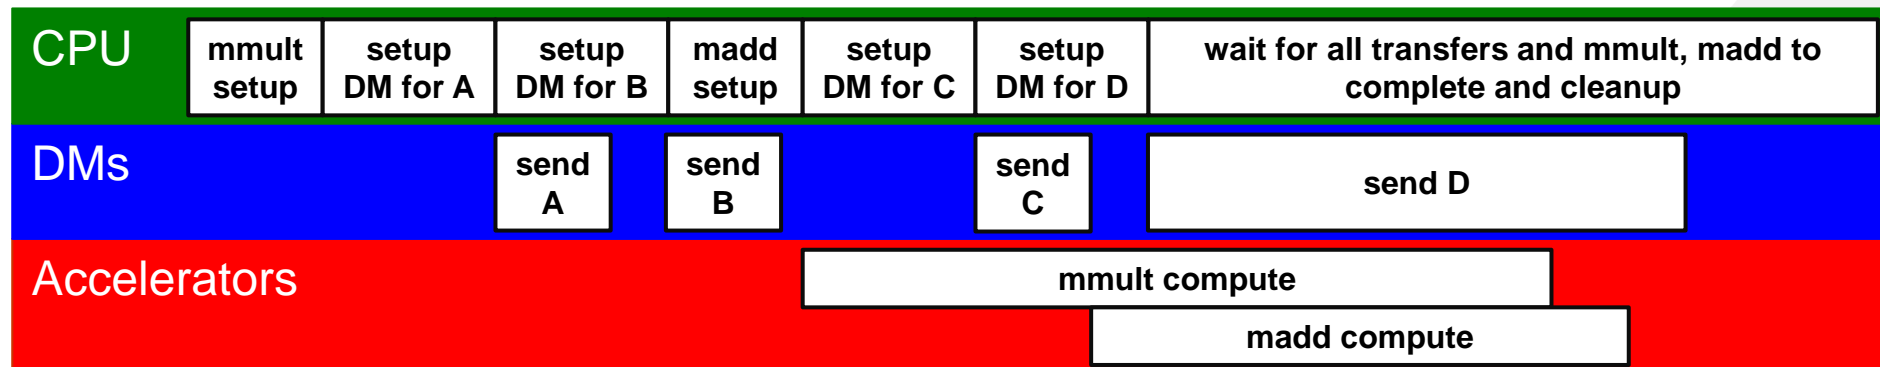 CPU
mmult
setup
setup
DM for A
setup
DM for B
madd
setup
setup
DM for C
setup
DM for D
wait for all transfers and mmult, madd to
complete and cleanup
DMs
send
A
send
B
send
C
send D
Accelerators
mmult compute
madd compute